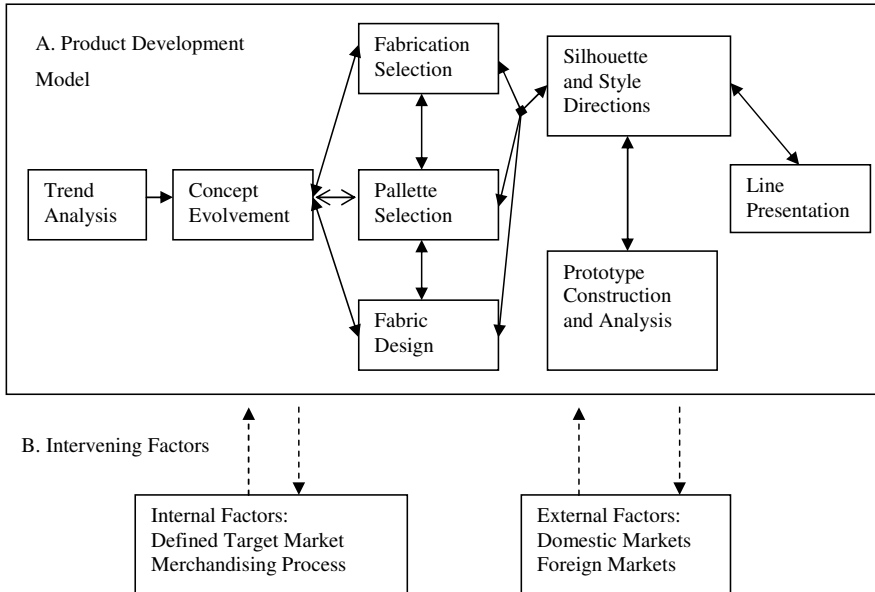 A. Product Development
Model
Fabrication
Selection
Silhouette
and Style
Directions
Trend
Analysis
Concept
Evolvement
Pallette
Selection
Line
Presentation
Fabric
Design
Prototype
Construction
and Analysis
B. Intervening Factors
Internal Factors:
Defined Target Market
Merchandising Process
External Factors:
Domestic Markets
Foreign Markets